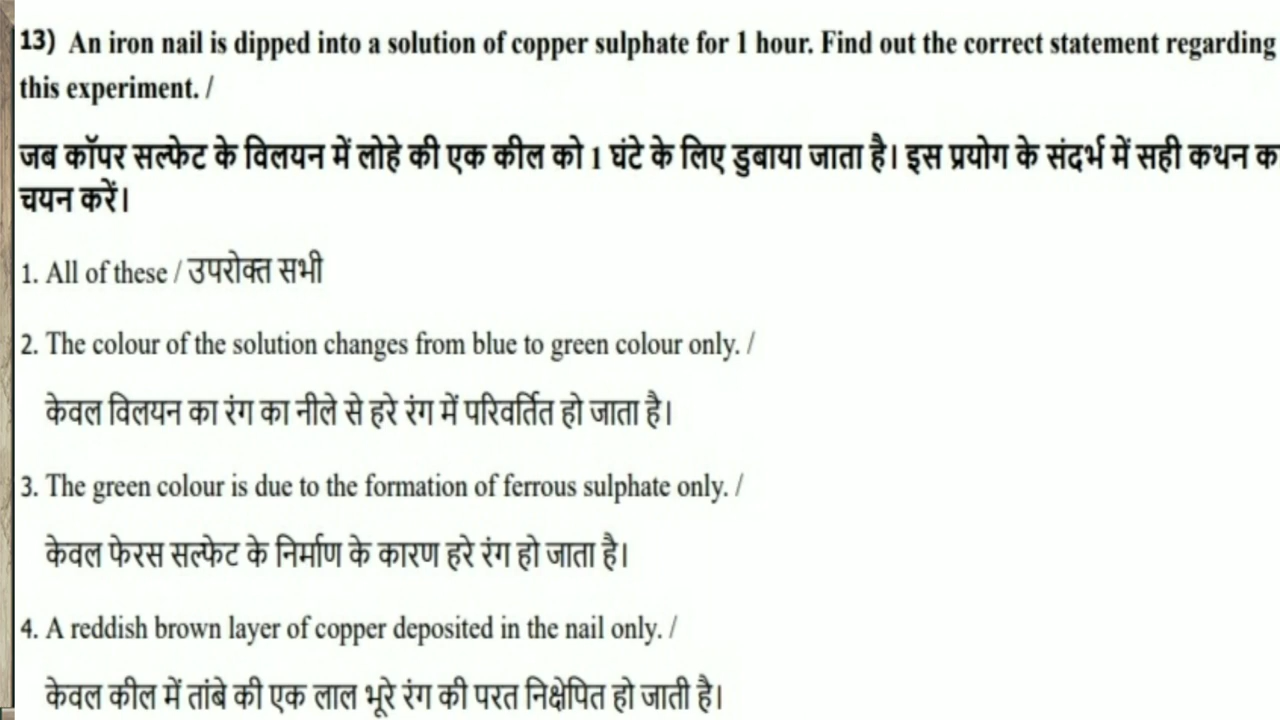 13) An iron nail is dipped into a solution of copper sulphate for 1 hour. Find out the correct statement regarding
this experiment. /
जब कॉपर सल्फेट के विलयन में लोहे की एक कील को 1 घंटे के लिए डुबाया जाता है। इस प्रयोग के संदर्भ में सही कथन का
चयन करें।
1. All of these / उपरोक्त सभी
2. The colour of the solution changes from blue to green colour only. /
केवल विलयन का रंग का नीले से हरे रंग में परिवर्तित हो जाता है।
3. The green colour is due to the formation of ferrous sulphate only. /
केवल फेरस सल्फेट के निर्माण के कारण हरे रंग हो जाता है।
4. A reddish brown layer of copper deposited in the nail only. /
केवल कील में तांबे की एक लाल भूरे रंग की परत निक्षेपित हो जाती है।